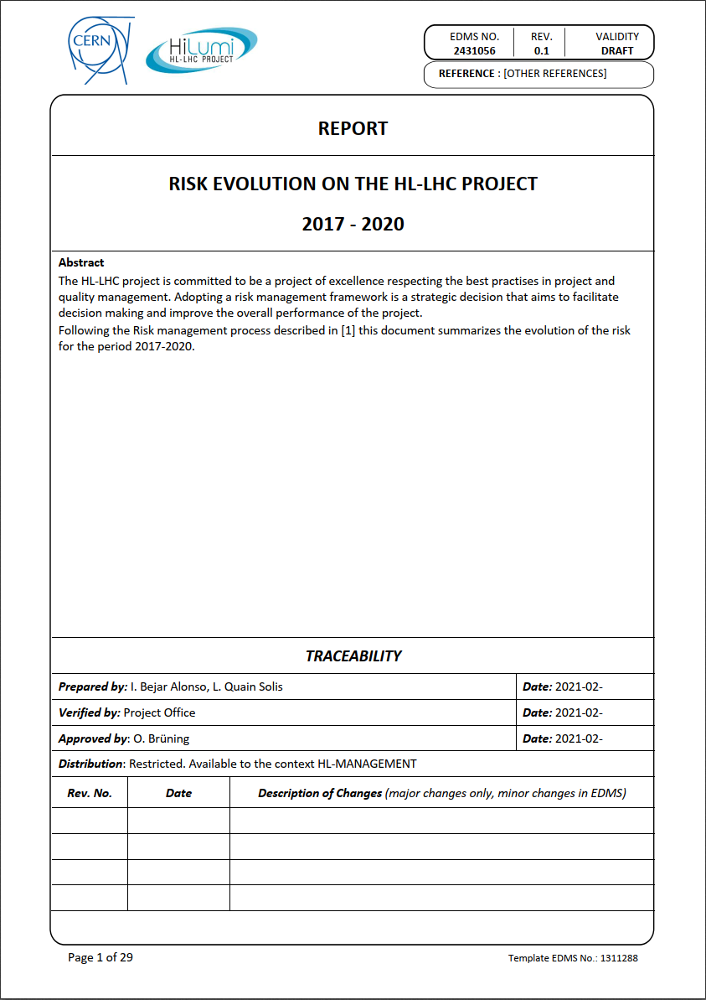 CERN
HiLumi
HL-LHC PROJECT
EDMS NO. REV. VALIDITY
2431056 0.1 DRAFT
REFERENCE : [OTHER REFERENCES]
REPORT
RISK EVOLUTION ON THE HL-LHC PROJECT
2017 - 2020
Abstract
The HL-LHC project is committed to be a project of excellence respecting the best practises in project and
quality management. Adopting a risk management framework is a strategic decision that aims to facilitate
decision making and improve the overall performance of the project.
Following the Risk management process described in [1] this document summarizes the evolution of the risk
for the period 2017-2020.
TRACEABILITY
Prepared by: I. Bejar Alonso, L. Quain Solis Date: 2021-02-
Verified by: Project Office Date: 2021-02-
Approved by: O. Brüning Date: 2021-02-
Distribution: Restricted. Available to the context HL-MANAGEMENT
Rev. No. Date Description of Changes (major changes only, minor changes in EDMS)
Page 1 of 29 Template EDMS No.: 1311288